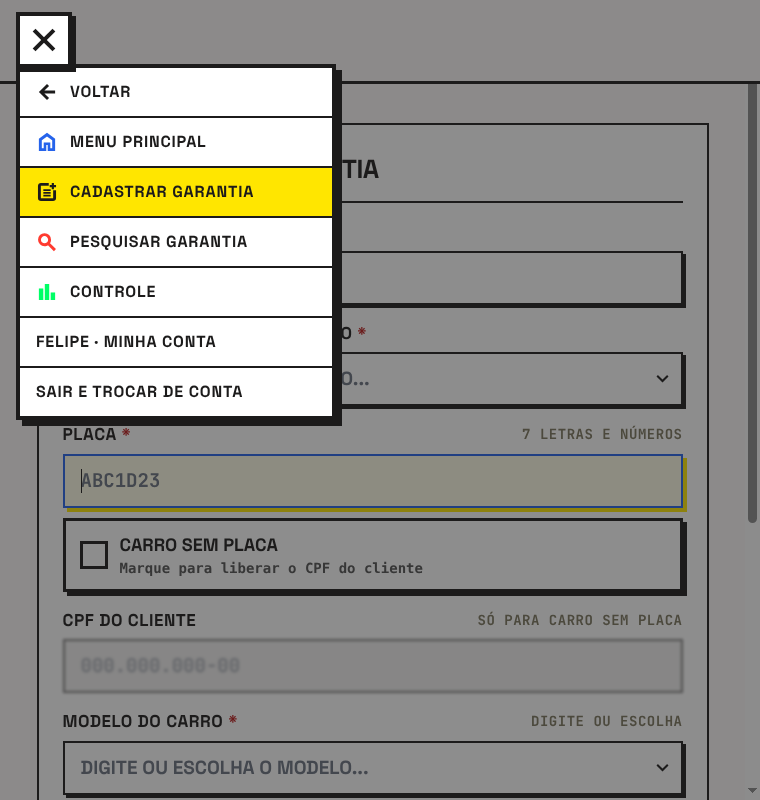 VOLTAR
MENU PRINCIPAL
TIA
CADASTRAR GARANTIA
PESQUISAR GARANTIA
CONTROLE
O *
FELIPE · MINHA CONTA
O...
SAIR E TROCAR DE CONTA
PLACA * 7 LETRAS E NÚMEROS
ABC1D23
CARRO SEM PLACA
Marque para liberar o CPF do cliente
CPF DO CLIENTE SÓ PARA CARRO SEM PLACA
000.000.000-00
MODELO DO CARRO * DIGITE OU ESCOLHA
DIGITE OU ESCOLHA O MODELO...